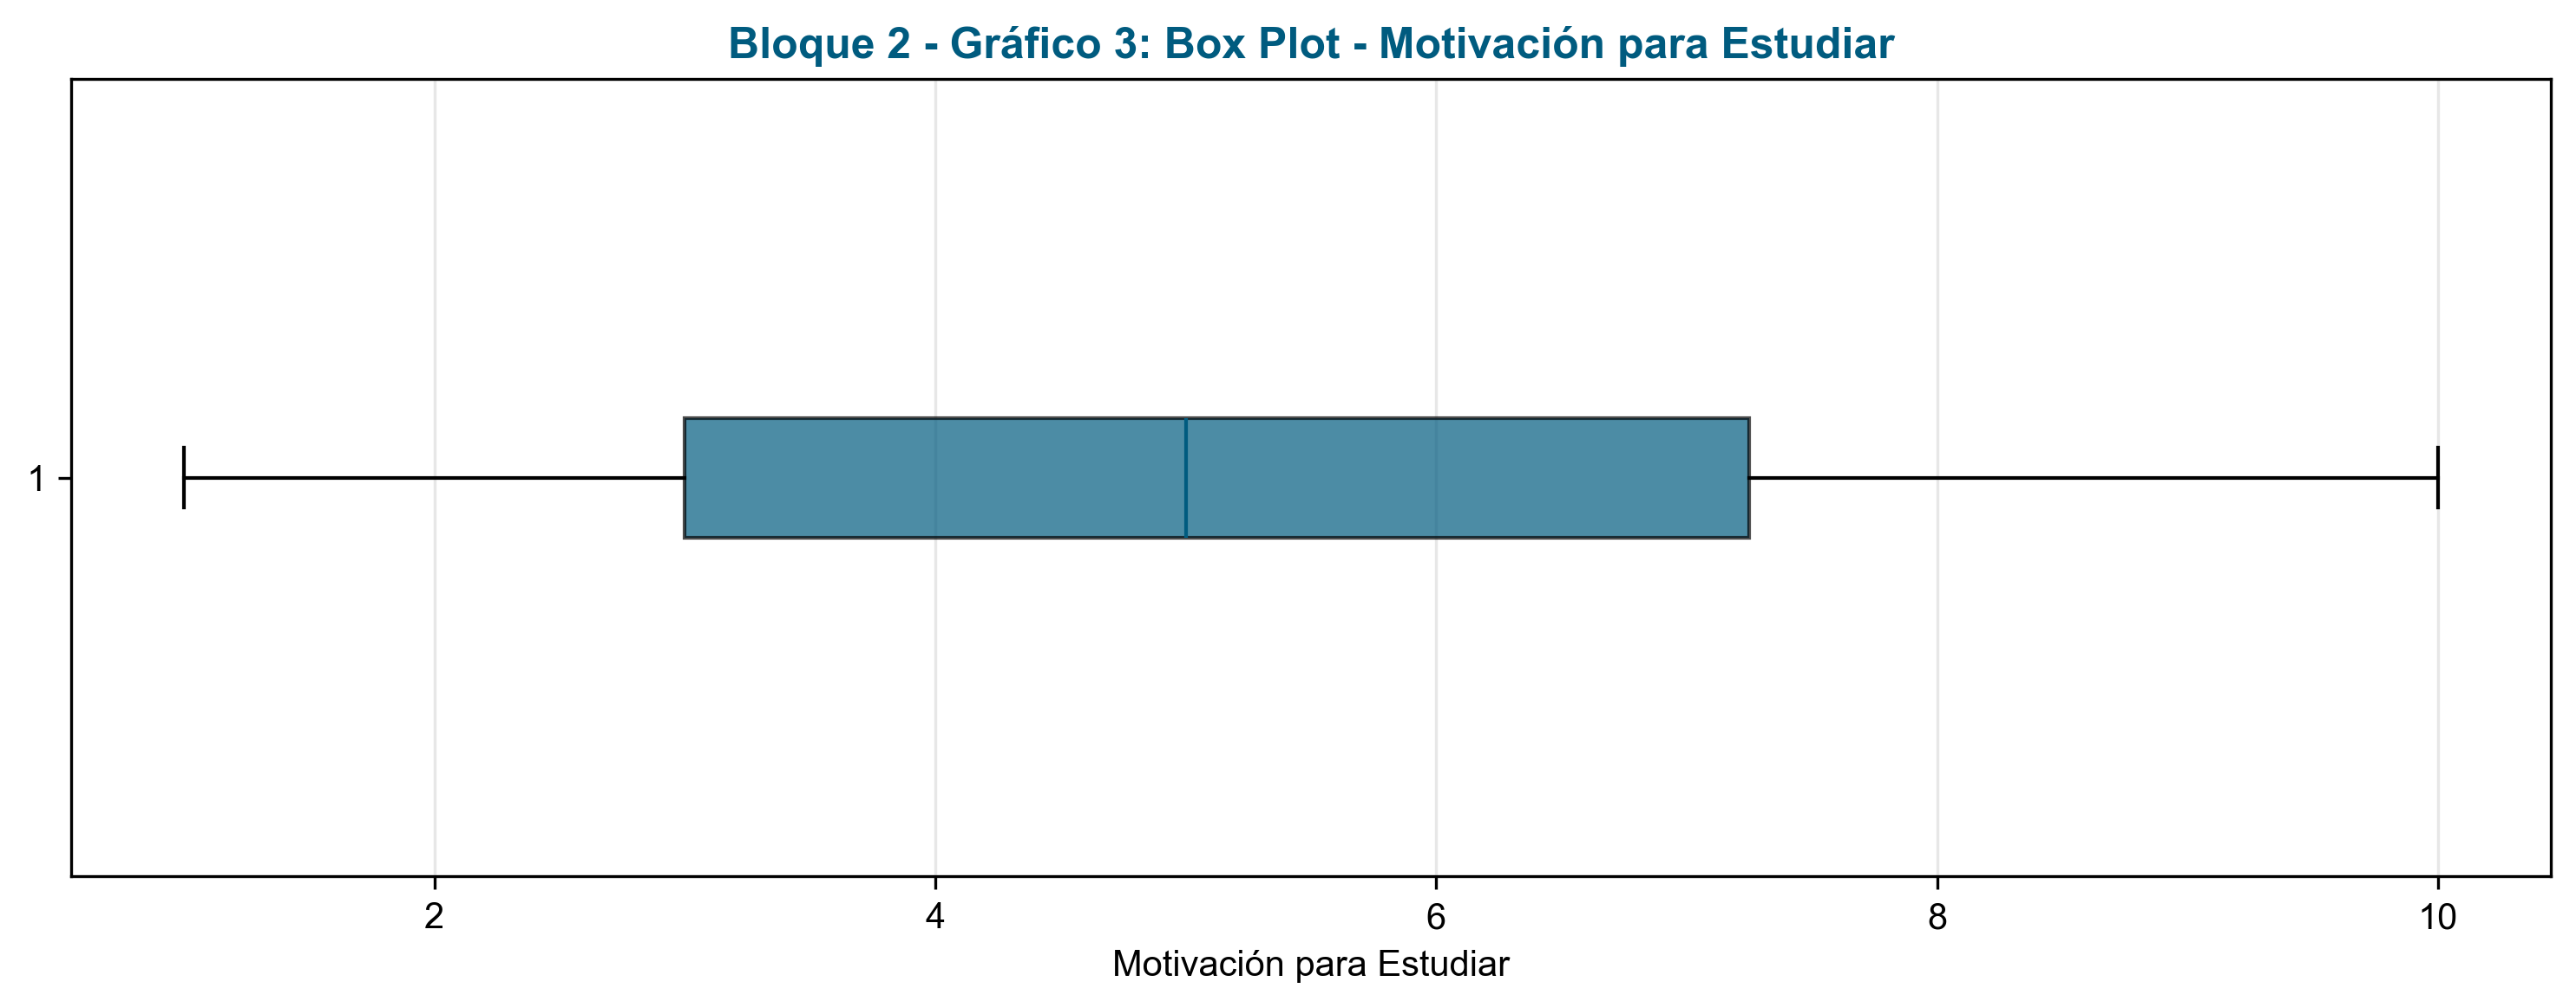 Bloque 2 - Gráfico 3: Box Plot - Motivación para Estudiar
1
2 4 6 8 10
Motivación para Estudiar